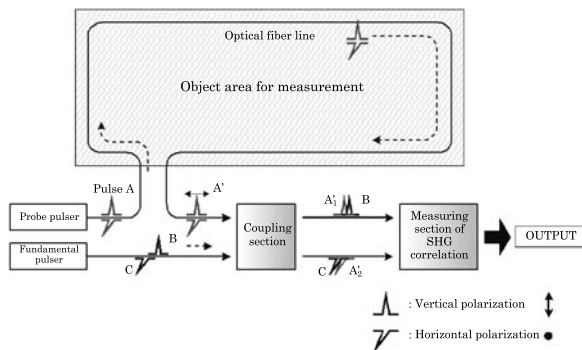 Optical fiber line
Object area for measurement
Pulse A
A'
Probe pulser
Fundamental
pulser
B
C
Coupling
section
A'1
B
C
A'2
Measuring
section of
SHG
correlation
OUTPUT
: Vertical polarization
: Horizontal polarization